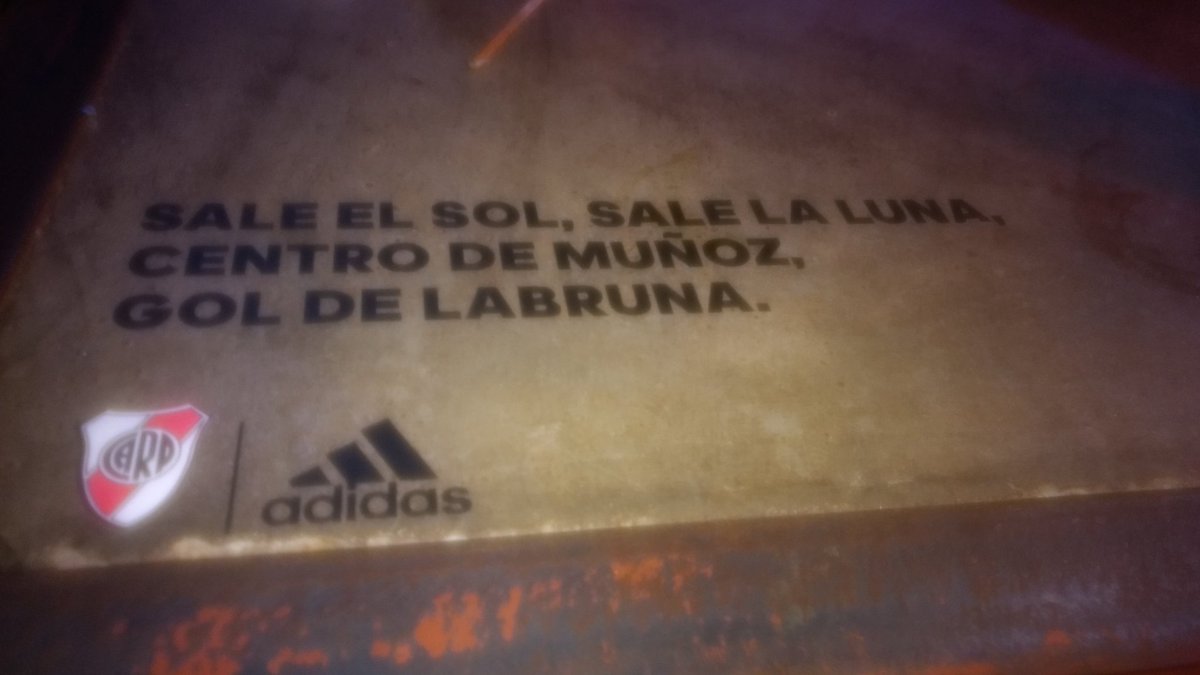 SALE EL SOL, SALE LA LUNA,
CENTRO DE MUÑOZ,
GOL DE LABRUNA.
CARP
adidas